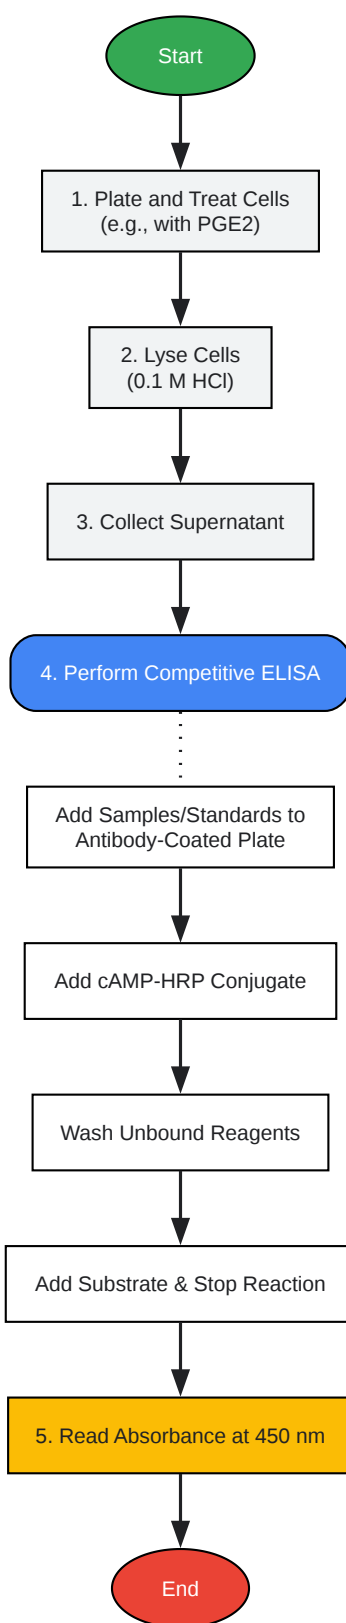 Start
1. Plate and Treat Cells
(e.g., with PGE2)
2. Lyse Cells
(0.1 M HCl)
3. Collect Supernatant
4. Perform Competitive ELISA
Add Samples/Standards to
Antibody-Coated Plate
Add cAMP-HRP Conjugate
Wash Unbound Reagents
Add Substrate & Stop Reaction
5. Read Absorbance at 450 nm
End